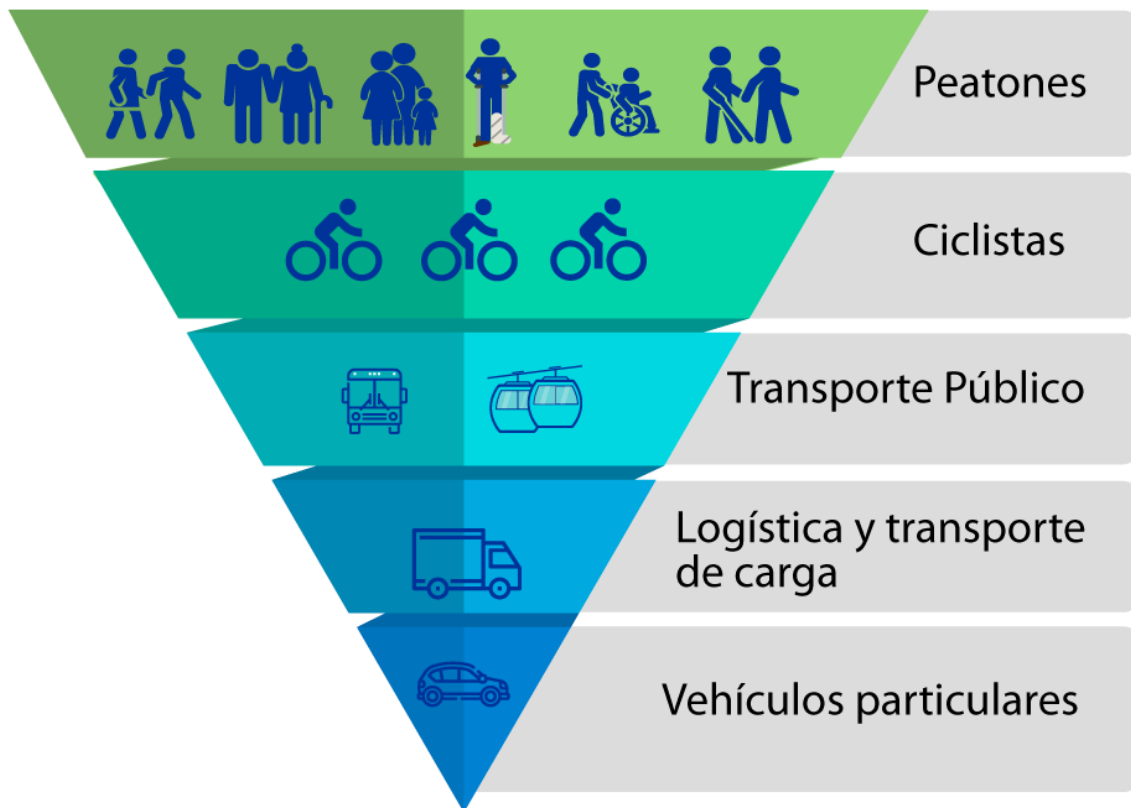 Peatones
Ciclistas
Transporte Público
Logística y transporte
de carga
Vehículos particulares